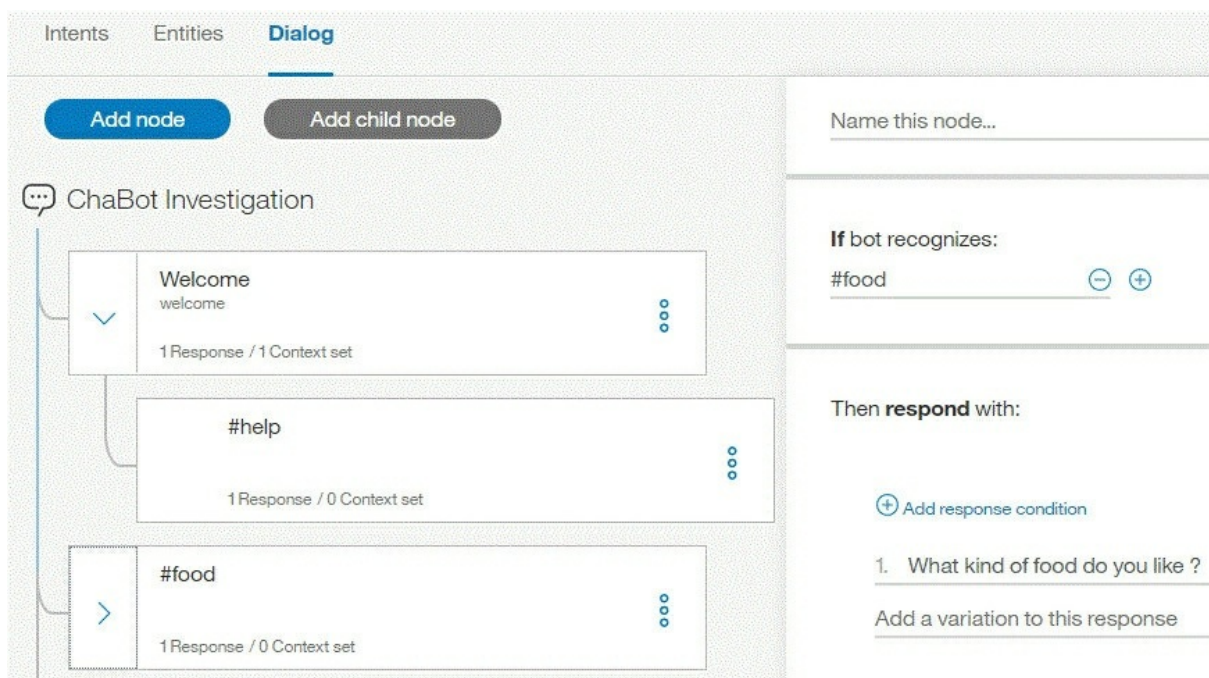 Intents Entities Dialog
Add node Add child node
ChaBot Investigation
Welcome
welcome
1 Response / 1 Context set
#help
1 Response / 0 Context set
#food
1 Response / 0 Context set
Name this node...
If bot recognizes:
#food
Then respond with:
Add response condition
1. What kind of food do you like ?
Add a variation to this response